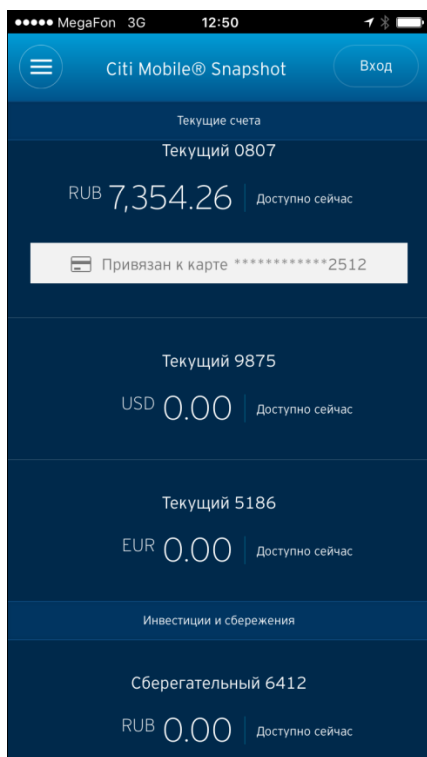 MegaFon 3G 12:50
Citi Mobile® Snapshot
Вход
Текущие счета
Текущий 0807
RUB 7,354.26 Доступно сейчас
Привязан к карте ************2512
Текущий 9875
USD 0.00 Доступно сейчас
Текущий 5186
EUR 0.00 Доступно сейчас
Инвестиции и сбережения
Сберегательный 6412
RUB 0.00 Доступно сейчас